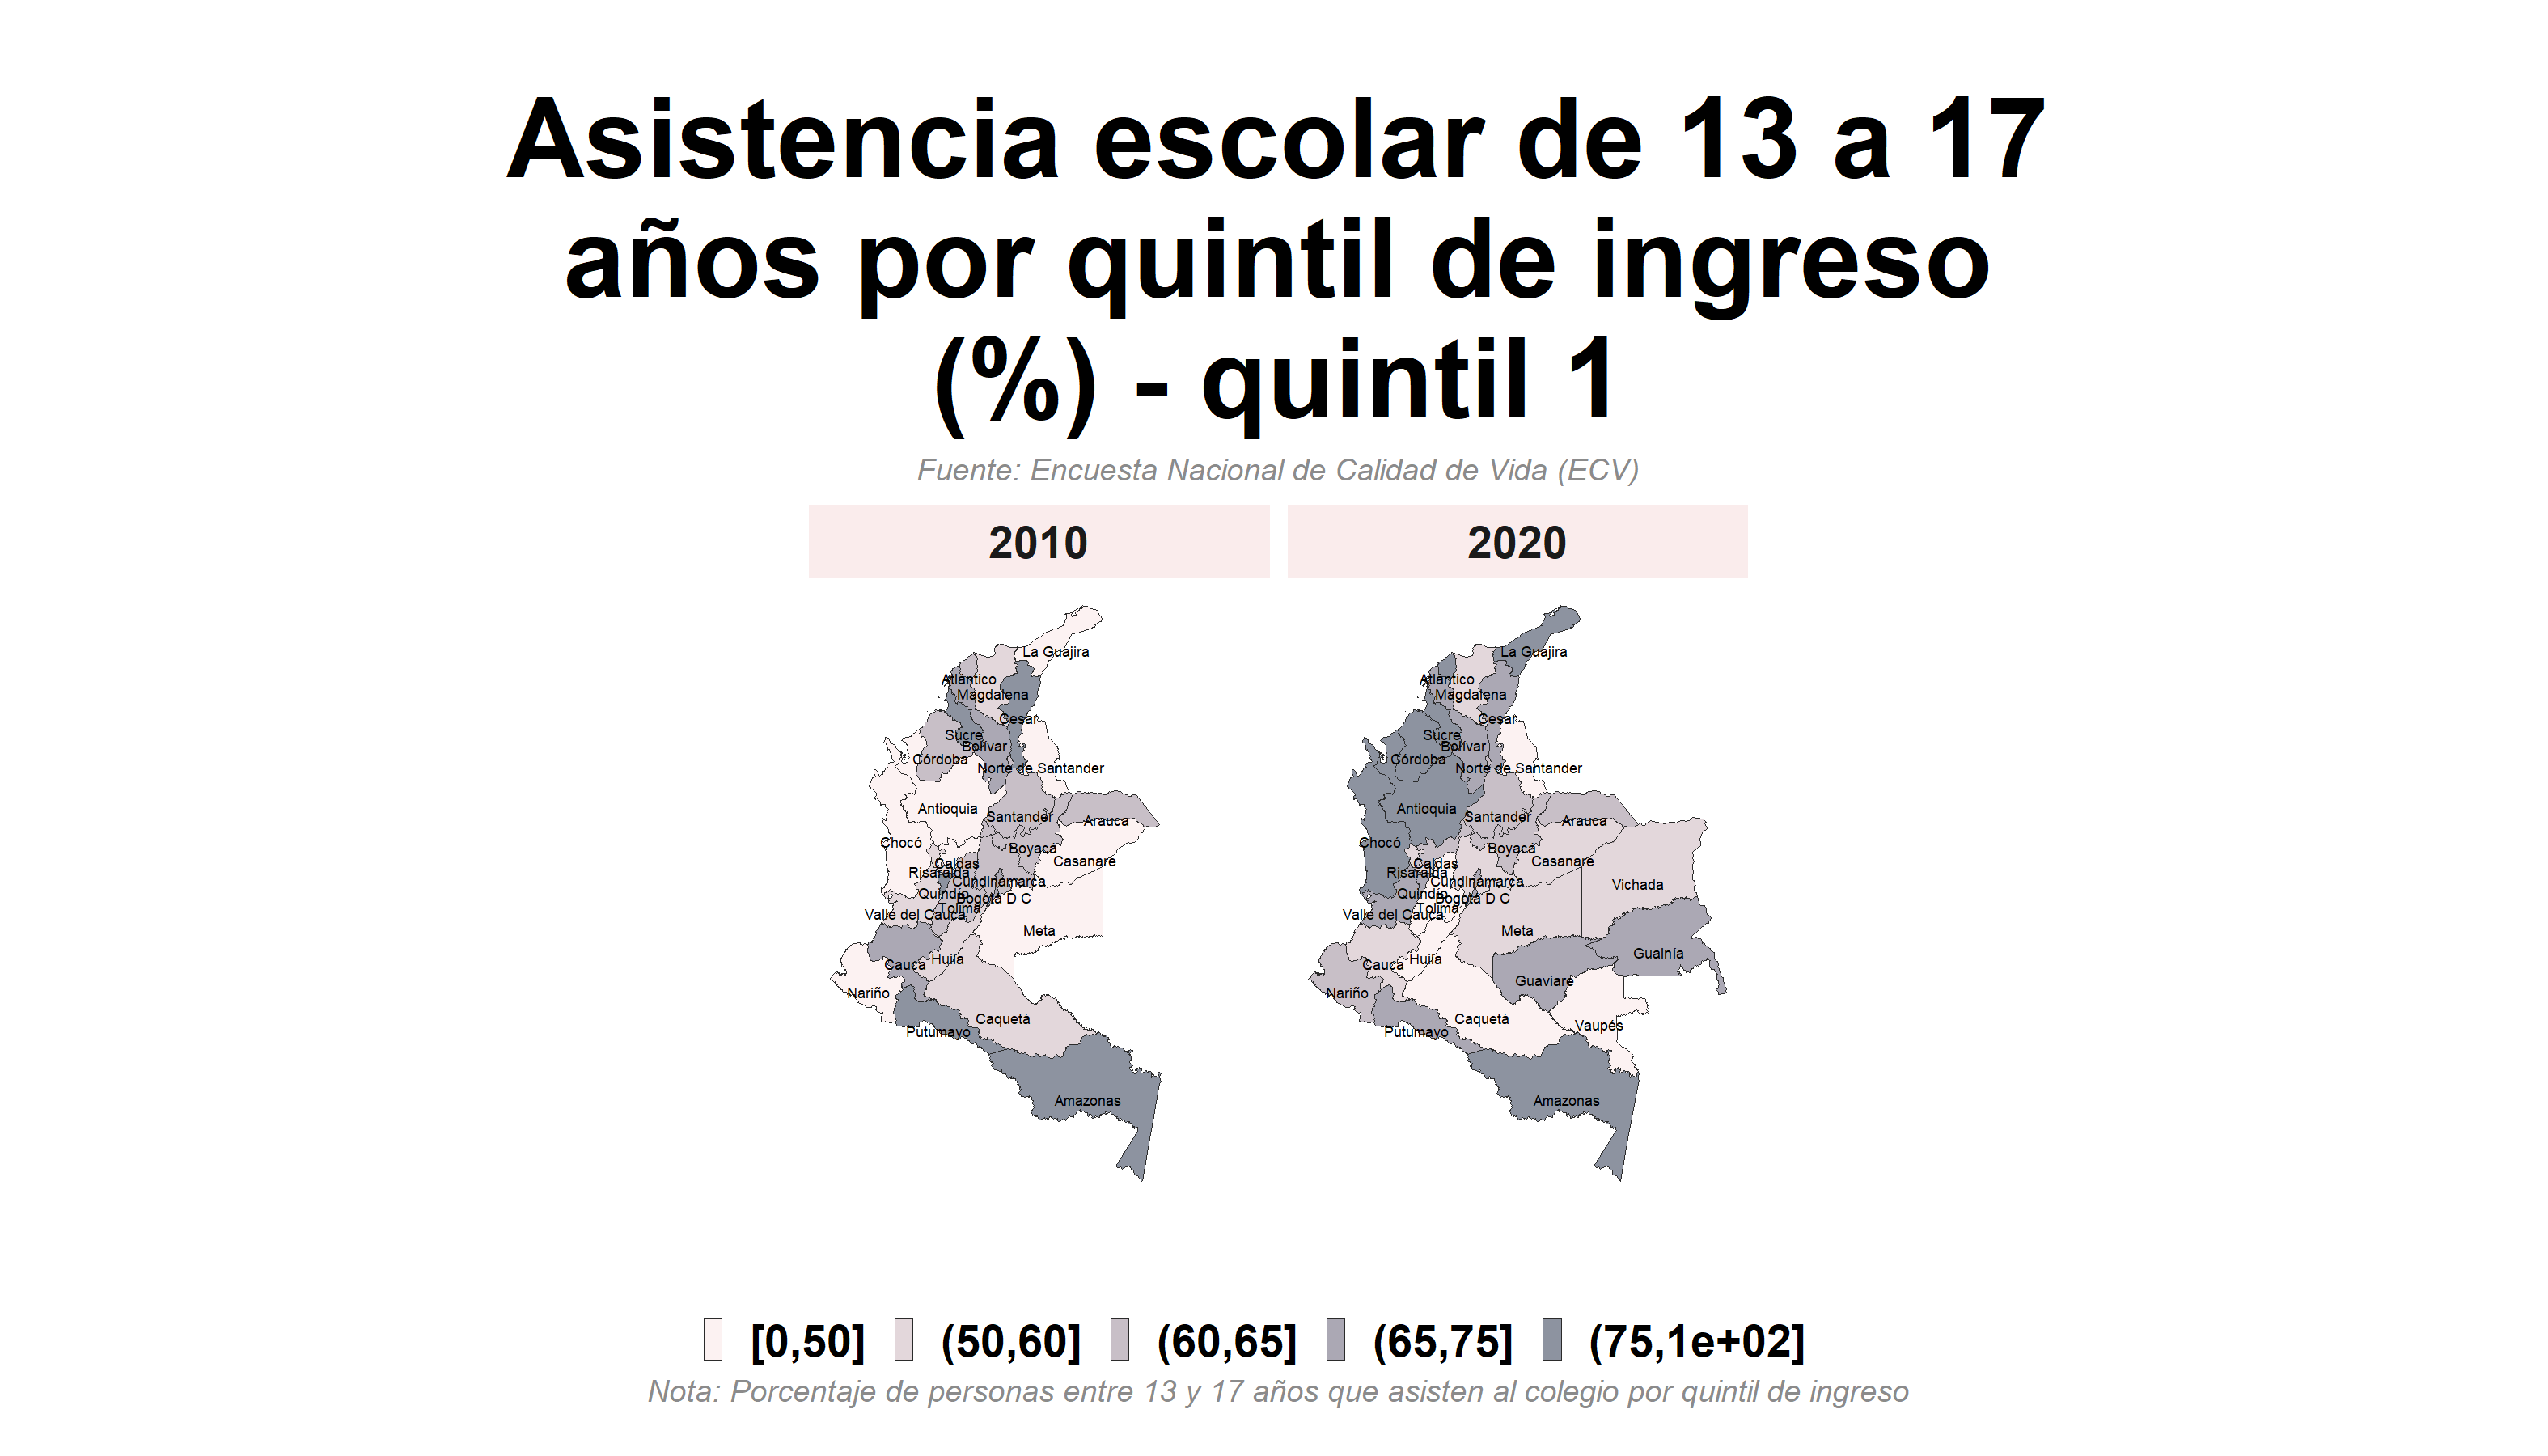 Asistencia escolar de 13 a 17
años por quintil de ingreso
(%) - quintil 1
Fuente: Encuesta Nacional de Calidad de Vida (ECV)
2010
2020
La Guajira
Atlántico
Magdalena
Cesar
Sucre
Bolívar
Córdoba
Norte de Santander
Antioquia
Santander
Arauca
Chocó
Boyacá
Caldas
Casanare
Risaralda
Cundinamarca
Quindío
Bogotá D C
Tolima
Valle del Cauca
Meta
Huila
Cauca
Nariño
Caquetá
Putumayo
Amazonas
La Guajira
Atlántico
Magdalena
Cesar
Sucre
Bolívar
Córdoba
Norte de Santander
Antioquia
Santander
Arauca
Chocó
Boyacá
Caldas
Casanare
Risaralda
Cundinamarca
Vichada
Quindío
Bogotá D C
Tolima
Valle del Cauca
Meta
Guainía
Huila
Cauca
Guaviare
Nariño
Caquetá
Vaupés
Putumayo
Amazonas
[0,50] (50,60] (60,65] (65,75] (75,1e+02]
Nota: Porcentaje de personas entre 13 y 17 años que asisten al colegio por quintil de ingreso